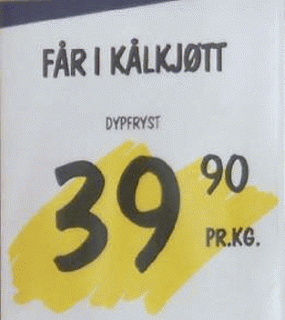 FÅR I KÅLKJØTT
DYPFRYST
39 90
PR.KG.